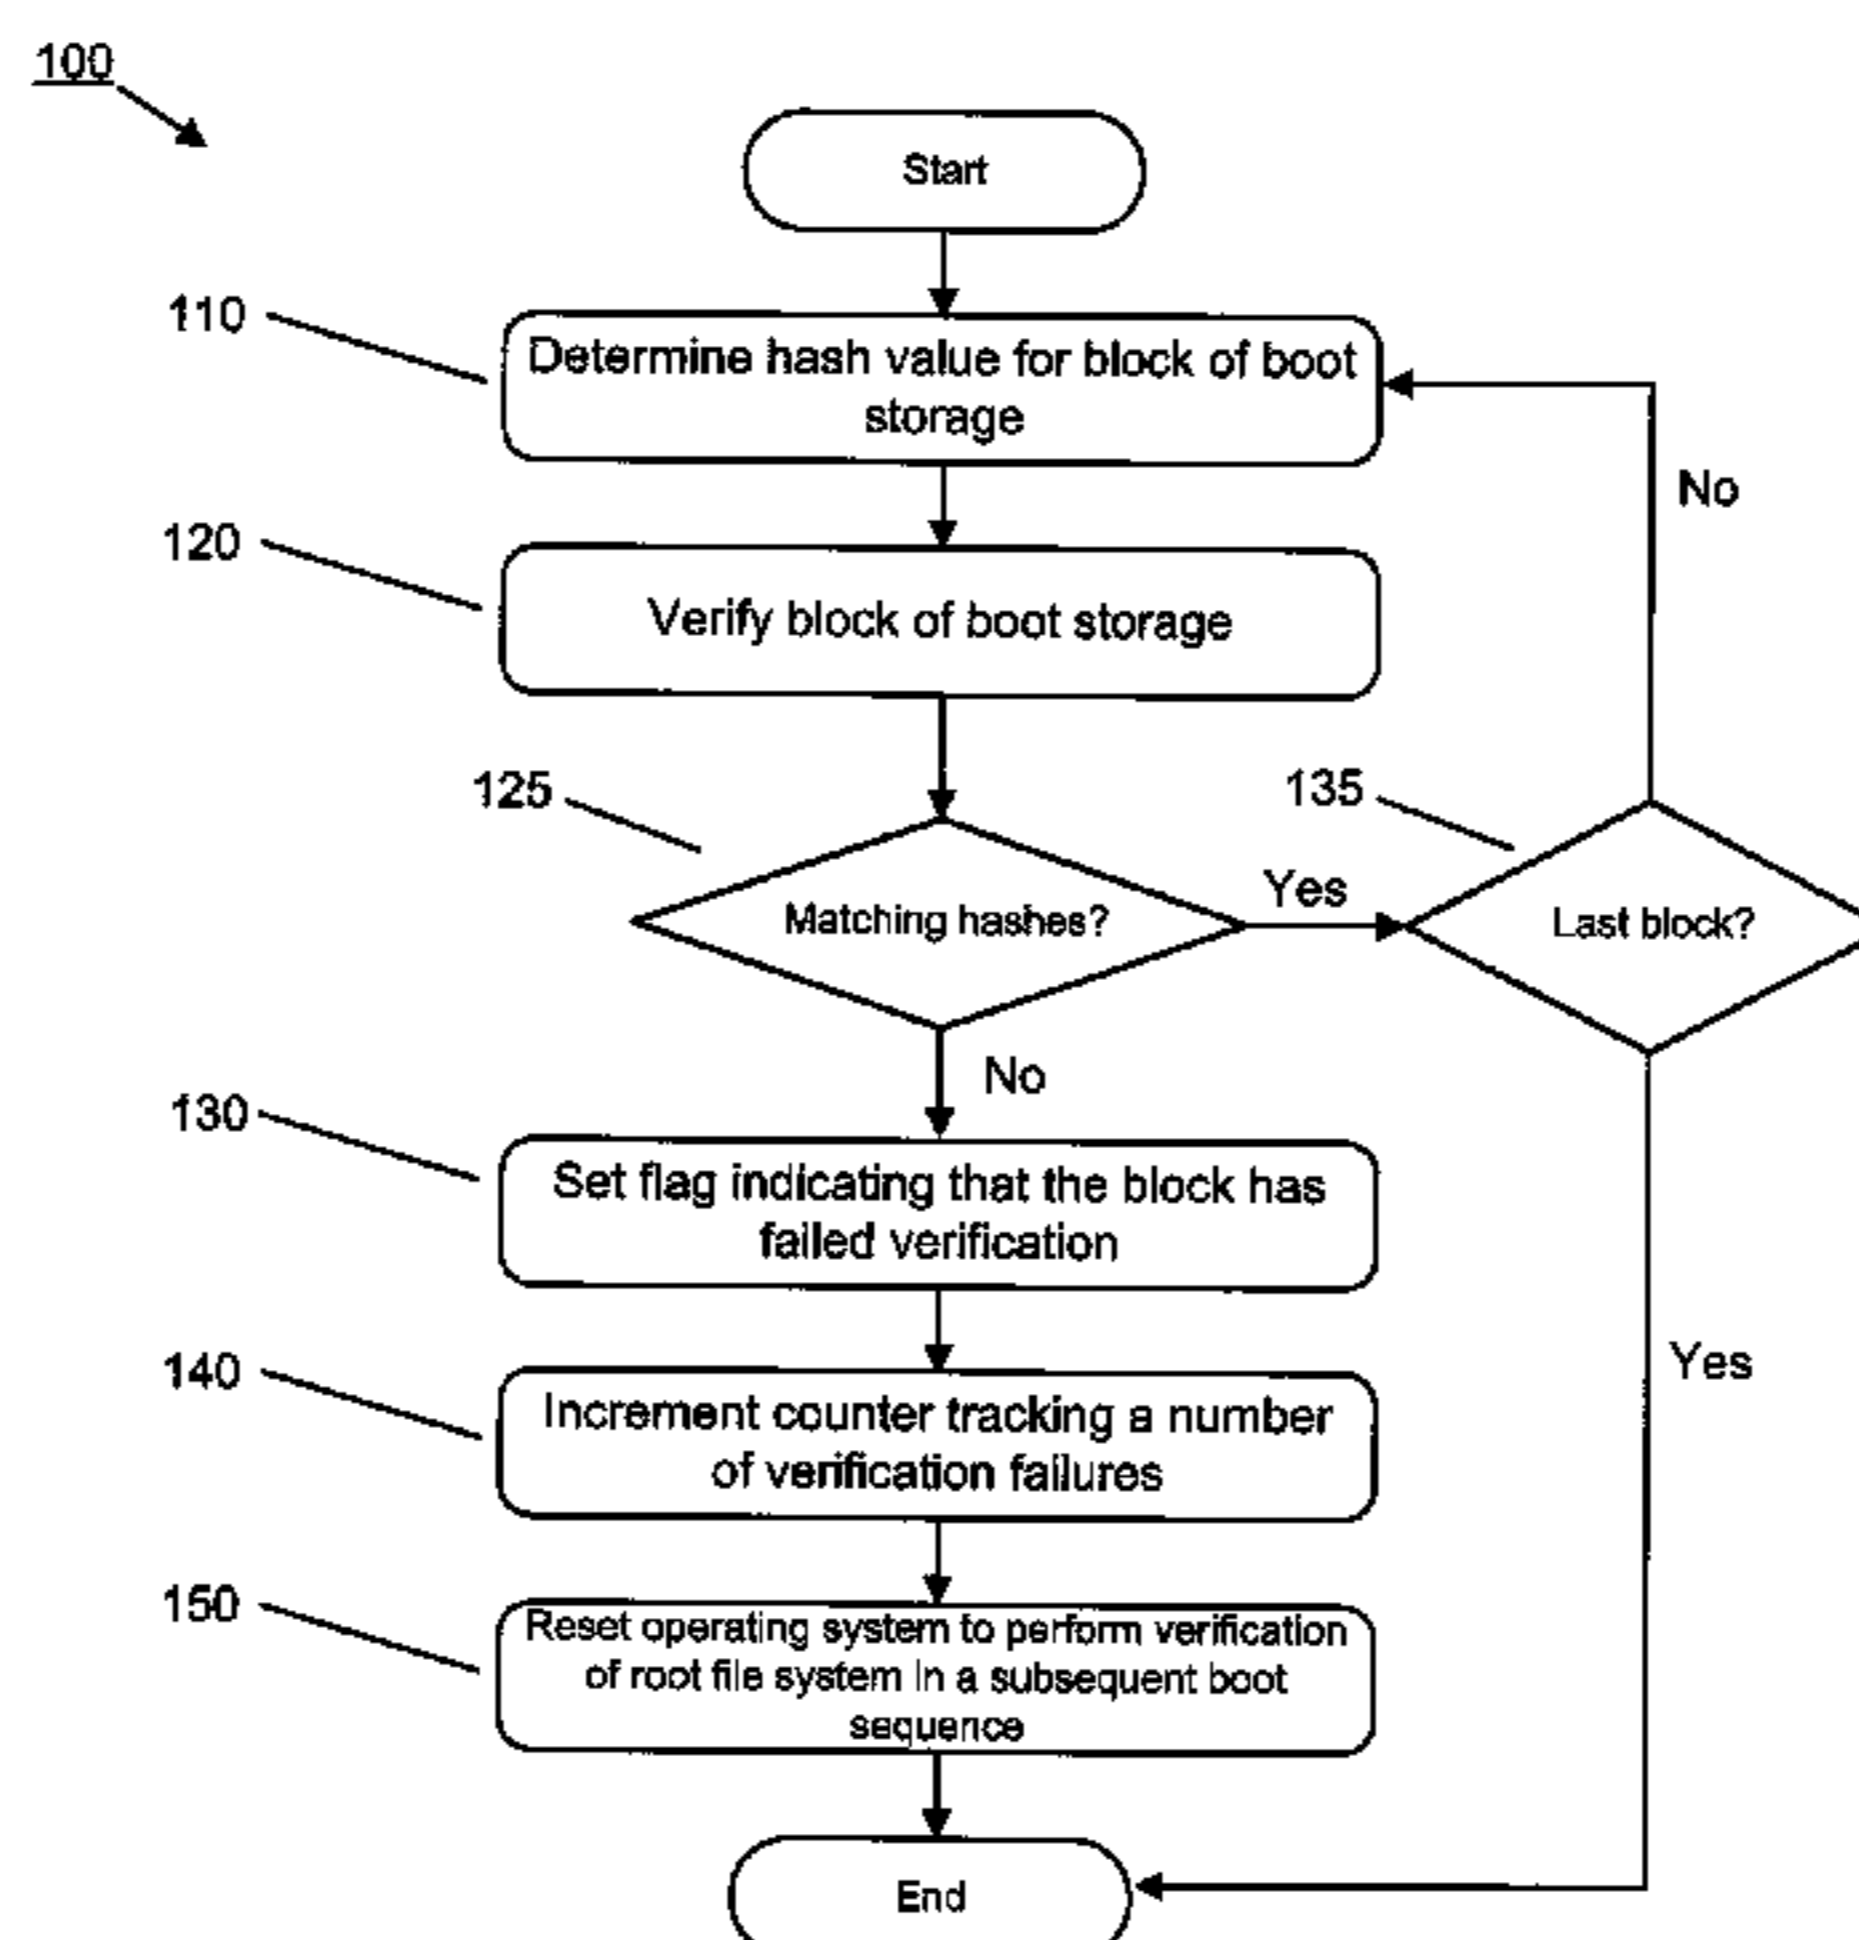 100
Start
110
Determine hash value for block of boot
storage
No
120
Verify block of boot storage
125
135
Matching hashes?
Yes
Last block?
No
130
Set flag indicating that the block has
failed verification
140
Increment counter tracking a number
of verification failures
Yes
150
Reset operating system to perform verification
of root file system in a subsequent boot
sequence
End